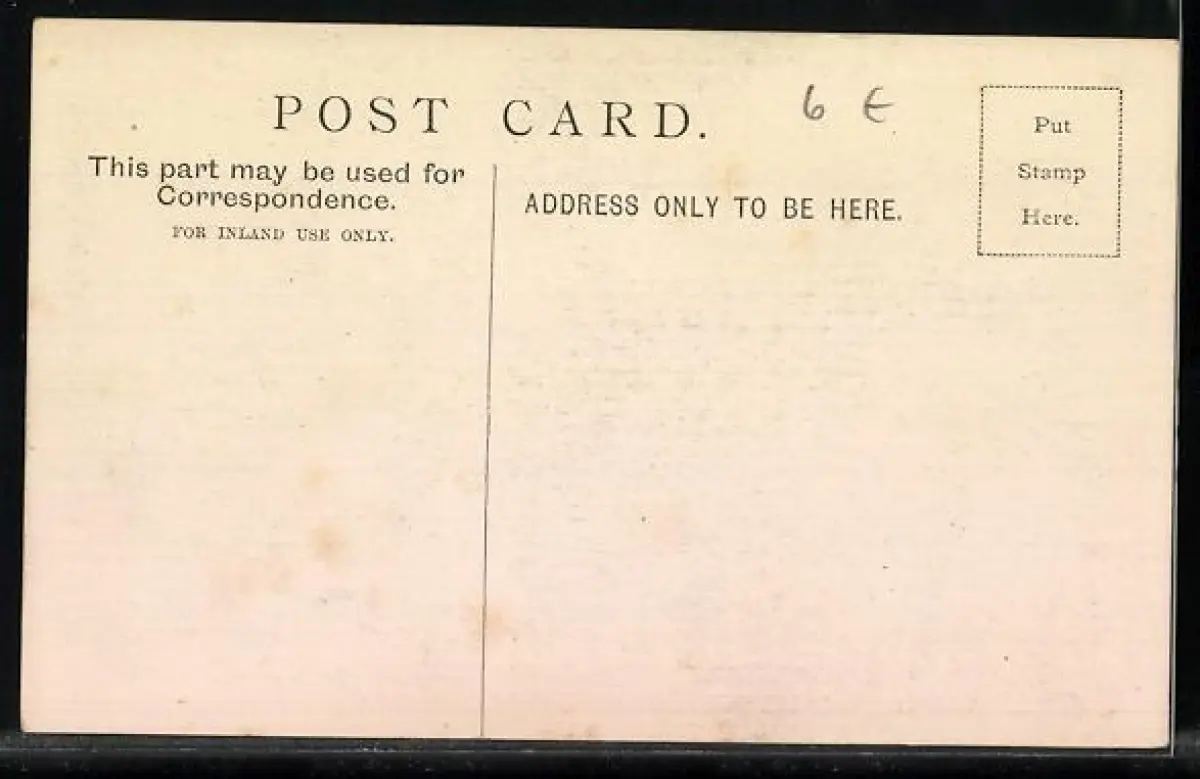 POST CARD.
6 €
This part may be used for
Correspondence.
FOR INLAND USE ONLY.
ADDRESS ONLY TO BE HERE.
Put
Stamp
Here.